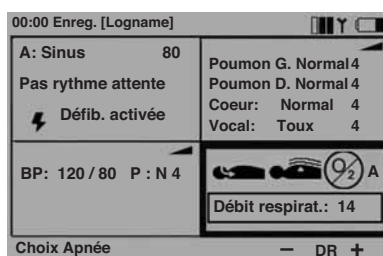 00:00 Enreg. [Logname]
A: Sinus 80
Pas rythme attente
Défib. activée
Poumon G. Normal 4
Poumon D. Normal 4
Coeur: Normal 4
Vocal: Toux 4
BP: 120 / 80 P : N 4
O2 A
Débit respirat.: 14
Choix Apnée − DR +